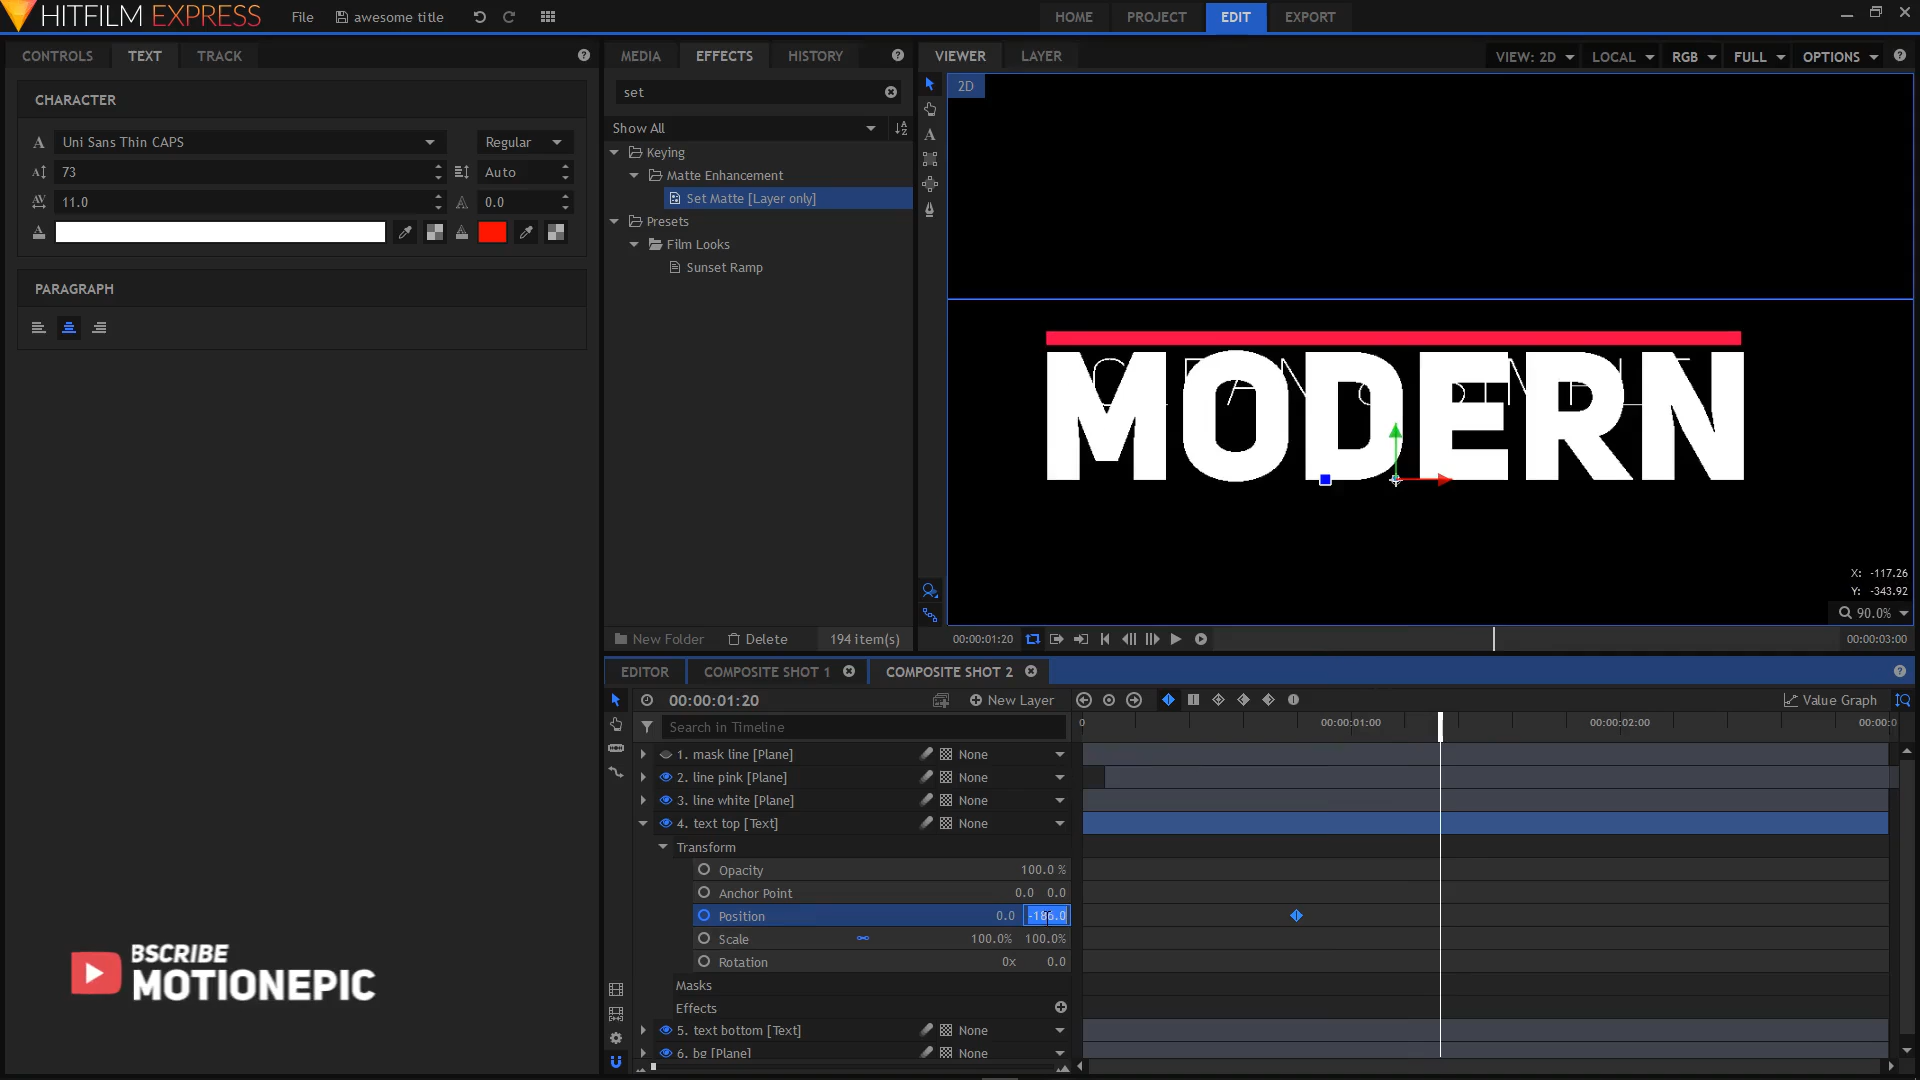 HITFILM EXPRESS
File
awesome title
HOME
PROJECT
EDIT
EXPORT
CONTROLS
TEXT
TRACK
MEDIA
EFFECTS
HISTORY
VIEWER
LAYER
VIEW: 2D
LOCAL
RGB
FULL
OPTIONS
CHARACTER
Uni Sans Thin CAPS
Regular
73
Auto
11.0
0.0
PARAGRAPH
set
Show All
Keying
Matte Enhancement
Set Matte [Layer only]
Presets
Film Looks
Sunset Ramp
New Folder
Delete
194 item(s)
2D
MODERN
X: -117.26
Y: -343.92
90.0%
00:00:01:20
00:00:03:00
EDITOR
COMPOSITE SHOT 1
COMPOSITE SHOT 2
00:00:01:20
New Layer
Value Graph
Search in Timeline
0
00:00:01:00
00:00:02:00
00:00:0
1. mask line [Plane]
None
2. line pink [Plane]
None
3. line white [Plane]
None
4. text top [Text]
None
Transform
Opacity
100.0 %
Anchor Point
0.0 0.0
Position
0.0 -186.0
Scale
100.0% 100.0%
Rotation
0x 0.0
Masks
Effects
5. text bottom [Text]
None
6. bg [Plane]
None
BSCRIBE
MOTIONEPIC